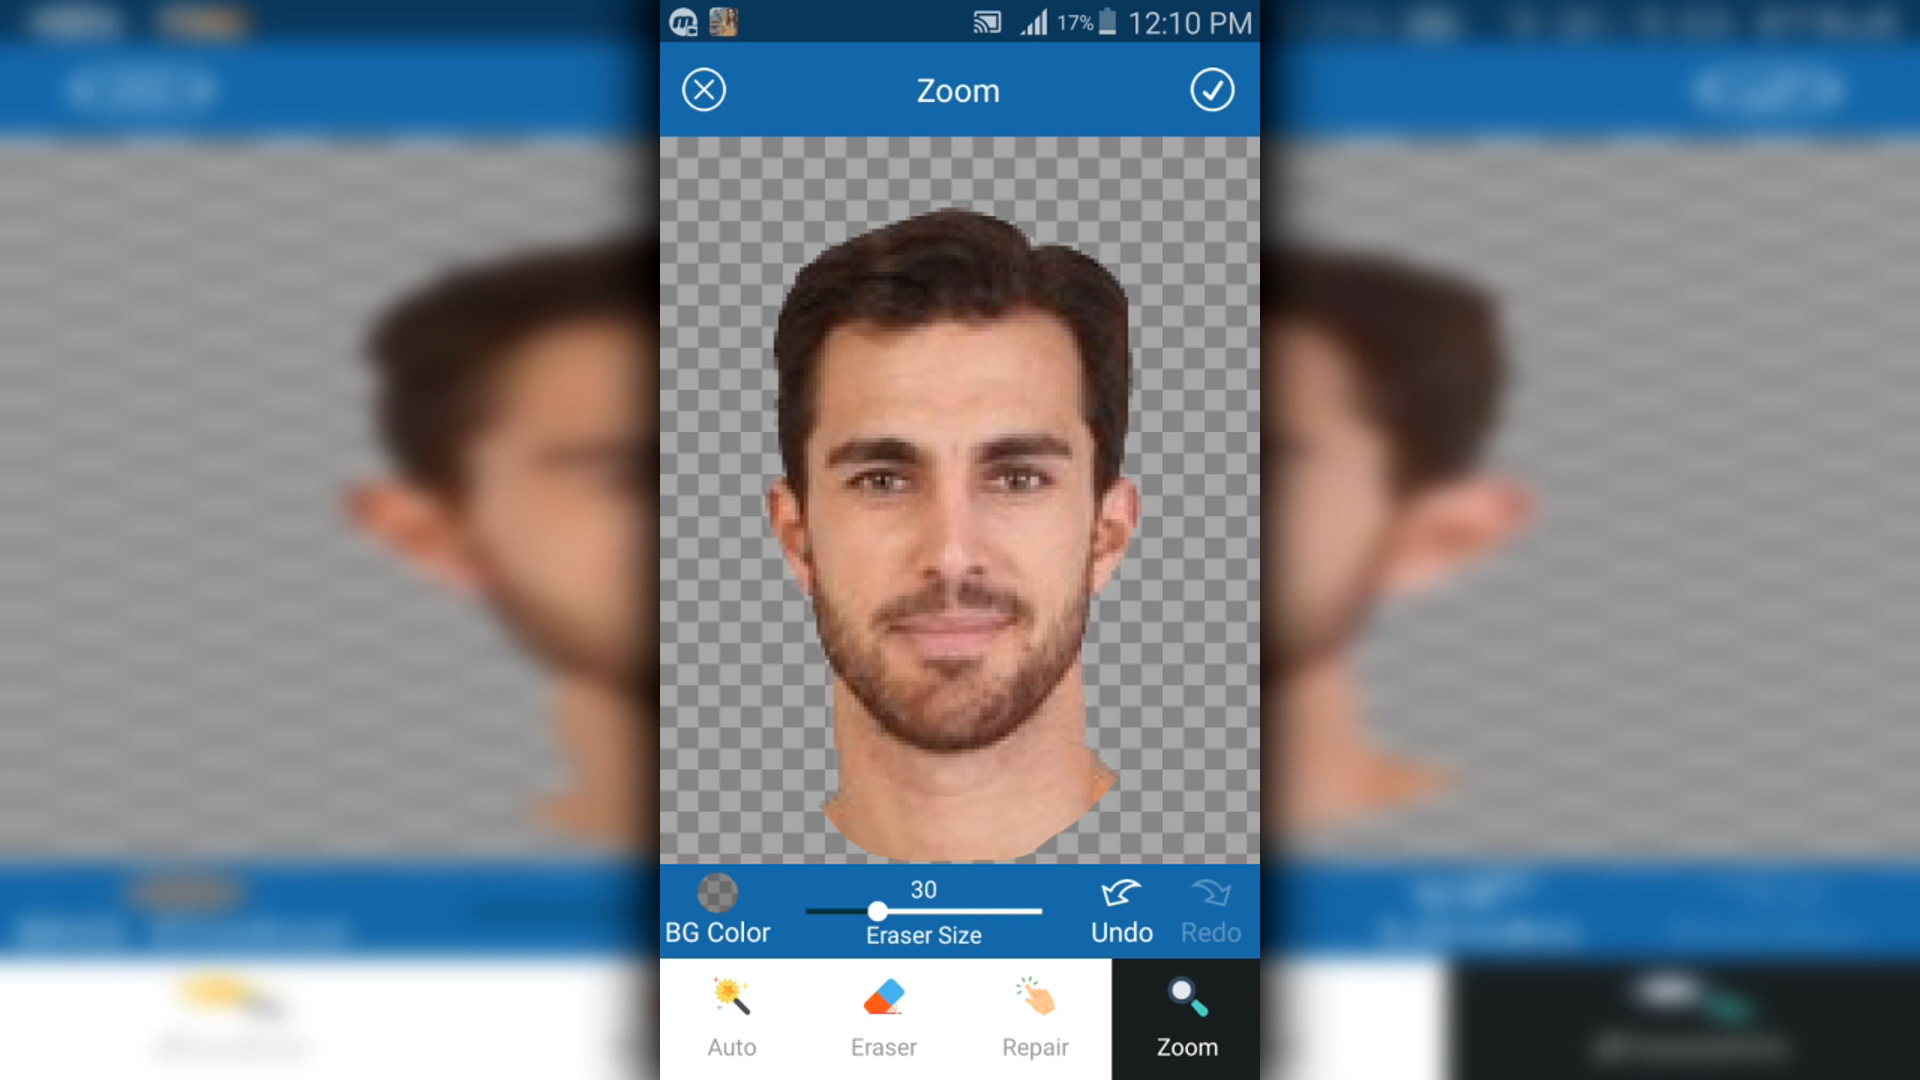 17% 12:10 PM
Zoom
30
BG Color
Eraser Size
Undo
Redo
Auto
Eraser
Repair
Zoom